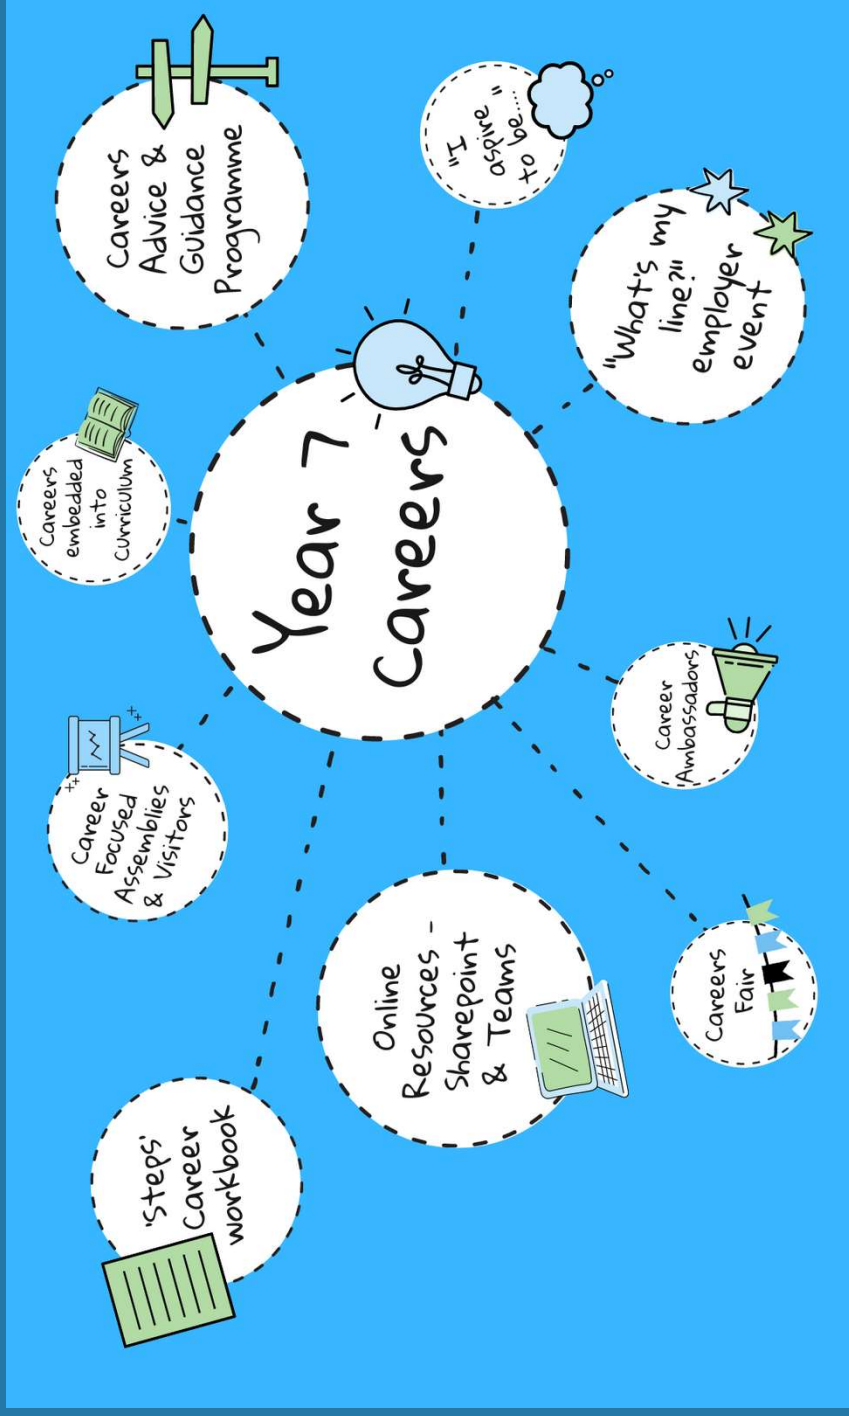 Year 7
Careers
'Steps'
Career
workbook
Career
Focused
Assemblies
& Visitors
Careers
embedded
into
curriculum
Careers
Advice &
Guidance
Programme
"I
aspire
to be....."
"What's my
line?"
employer
event
Career
Ambassadors
Careers
Fair
Online
Resources -
Sharepoint
& Teams